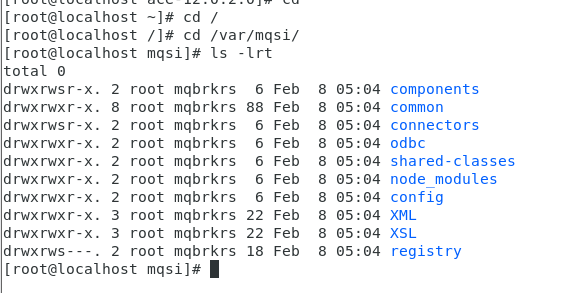 [root@localhost ace-12.0.2.0]# cd
[root@localhost ~]# cd /
[root@localhost /]# cd /var/mqsi/
[root@localhost mqsi]# ls -lrt
total 0
drwxrwsr-x. 2 root mqbrkrs  6 Feb  8 05:04 components
drwxrwxr-x. 8 root mqbrkrs 88 Feb  8 05:04 common
drwxrwsr-x. 2 root mqbrkrs  6 Feb  8 05:04 connectors
drwxrwxr-x. 2 root mqbrkrs  6 Feb  8 05:04 odbc
drwxrwxr-x. 2 root mqbrkrs  6 Feb  8 05:04 shared-classes
drwxrwxr-x. 2 root mqbrkrs  6 Feb  8 05:04 node_modules
drwxrwsr-x. 2 root mqbrkrs  6 Feb  8 05:04 config
drwxrwxr-x. 3 root mqbrkrs 22 Feb  8 05:04 XML
drwxrwxr-x. 3 root mqbrkrs 22 Feb  8 05:04 XSL
drwxrws---. 2 root mqbrkrs 18 Feb  8 05:04 registry
[root@localhost mqsi]#